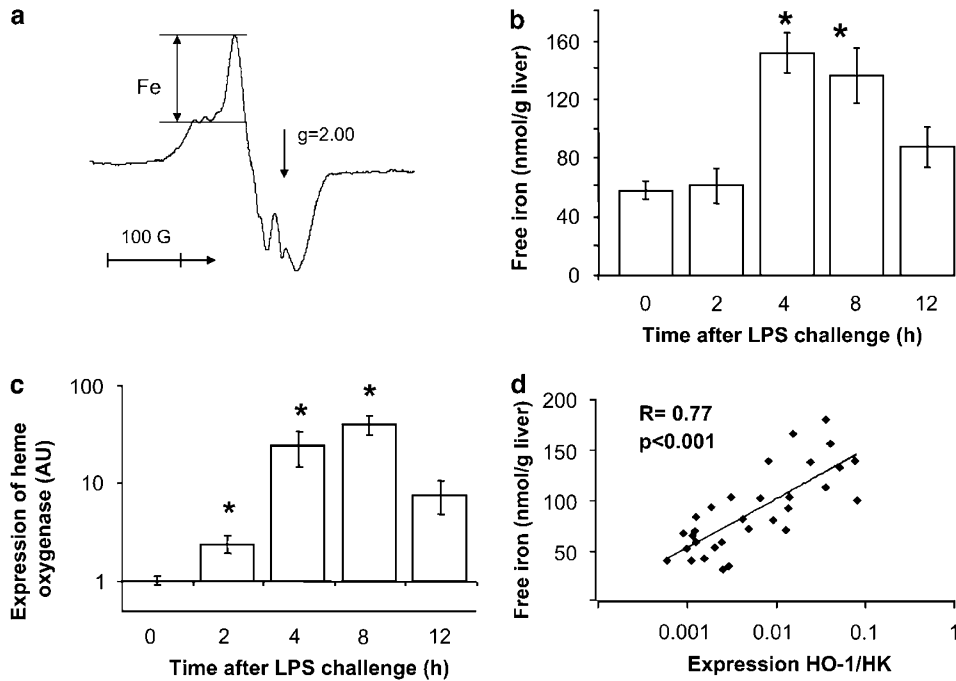 a
Fe
g=2.00
100 G
b
Free iron (nmol/g liver)
160
120
80
40
0
*
*
0 2 4 8 12
Time after LPS challenge (h)
c
Expression of heme
oxygenase (AU)
100
10
1
*
*
*
0 2 4 8 12
Time after LPS challenge (h)
d
Free iron (nmol/g liver)
200
150
100
50
R= 0.77
p<0.001
0.001 0.01 0.1 1
Expression HO-1/HK